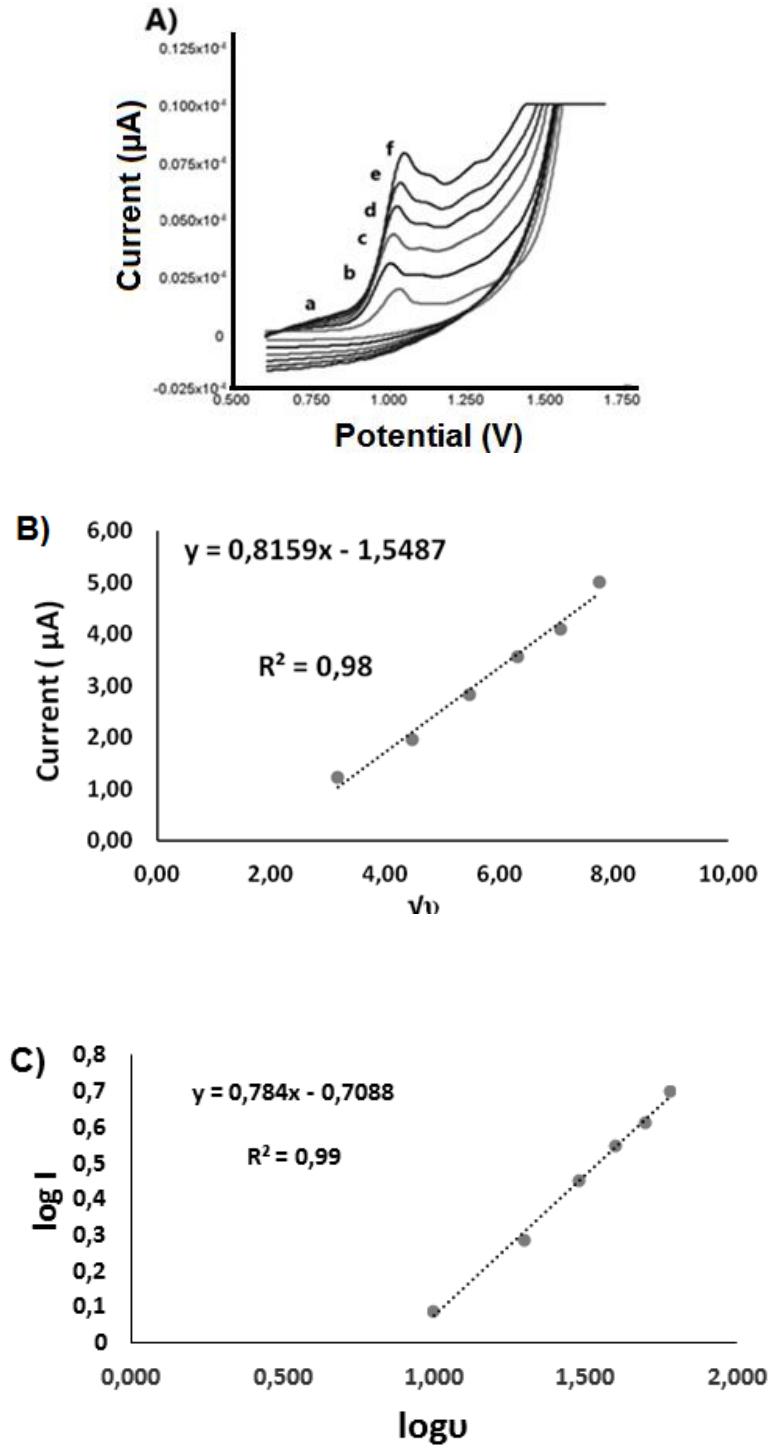 A)
0.125x10⁻⁴
0.100x10⁻⁴
0.075x10⁻⁴
0.050x10⁻⁴
0.025x10⁻⁴
0
-0.025x10⁻⁴
Current (µA)
f
e
d
c
b
a
0.500 0.750 1.000 1.250 1.500 1.750
Potential (V)
B)
6,00
5,00
4,00
3,00
2,00
1,00
0,00
Current ( µA)
y = 0,8159x - 1,5487
R² = 0,98
0,00 2,00 4,00 6,00 8,00 10,00
√υ
C)
0,8
0,7
0,6
0,5
0,4
0,3
0,2
0,1
0
log I
y = 0,784x - 0,7088
R² = 0,99
0,000 0,500 1,000 1,500 2,000
logυ